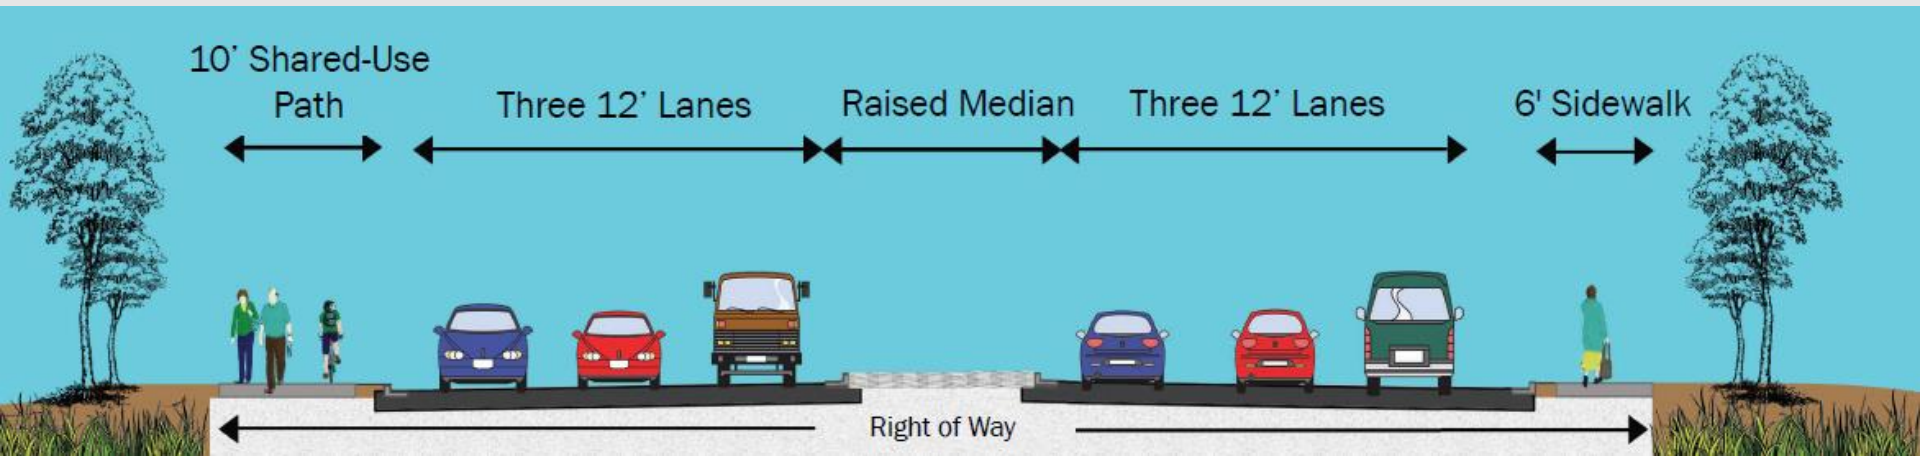 10’ Shared-Use
Path
Three 12’ Lanes
Raised Median
Three 12’ Lanes
6' Sidewalk
Right of Way